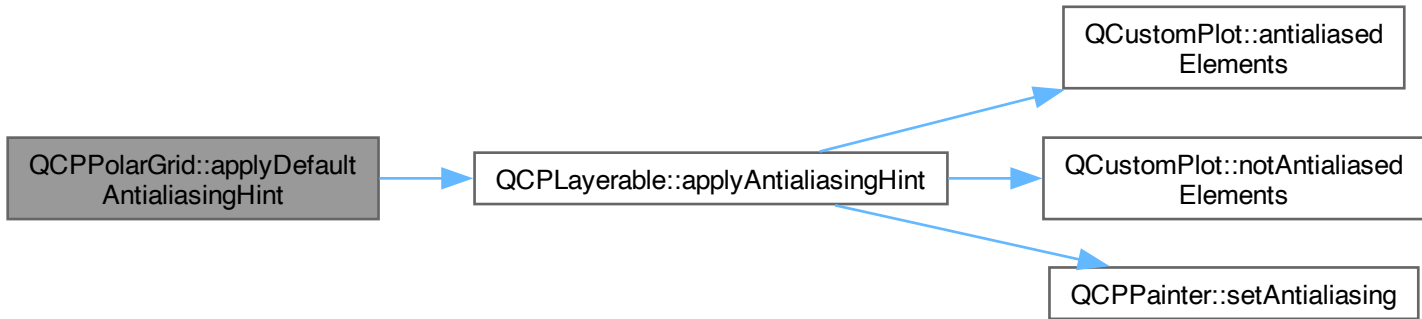 QCPPolarGrid::applyDefault
AntialiasingHint
QCPLayerable::applyAntialiasingHint
QCustomPlot::antialiased
Elements
QCustomPlot::notAntialiased
Elements
QCPPainter::setAntialiasing